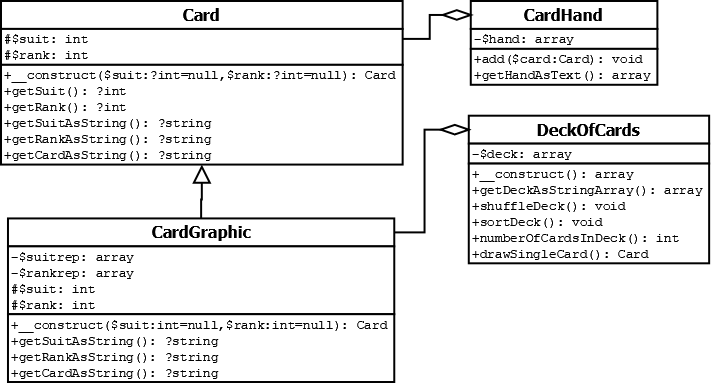 Card
#$suit: int
#$rank: int
+__construct($suit:?int=null,$rank:?int=null): Card
+getSuit(): ?int
+getRank(): ?int
+getSuitAsString(): ?string
+getRankAsString(): ?string
+getCardAsString(): ?string
CardHand
-$hand: array
+add($card:Card): void
+getHandAsText(): array
DeckOfCards
-$deck: array
+__construct(): array
+getDeckAsStringArray(): array
+shuffleDeck(): void
+sortDeck(): void
+numberOfCardsInDeck(): int
+drawSingleCard(): Card
CardGraphic
-$suitrep: array
-$rankrep: array
#$suit: int
#$rank: int
+__construct($suit:int=null,$rank:int=null): Card
+getSuitAsString(): ?string
+getRankAsString(): ?string
+getCardAsString(): ?string